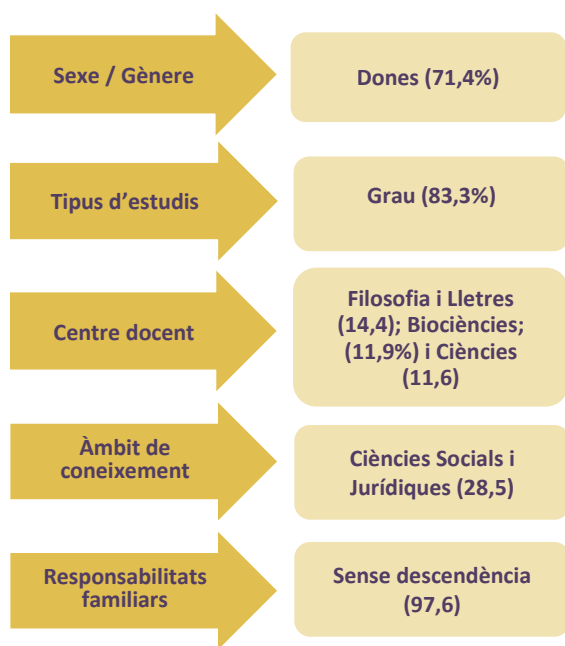 Sexe / Gènere
Dones (71,4%)
Tipus d'estudis
Grau (83,3%)
Centre docent
Filosofia i Lletres
(14,4); Biociències;
(11,9%) i Ciències
(11,6)
Àmbit de
coneixement
Ciències Socials i
Jurídiques (28,5)
Responsabilitats
familiars
Sense descendència
(97,6)